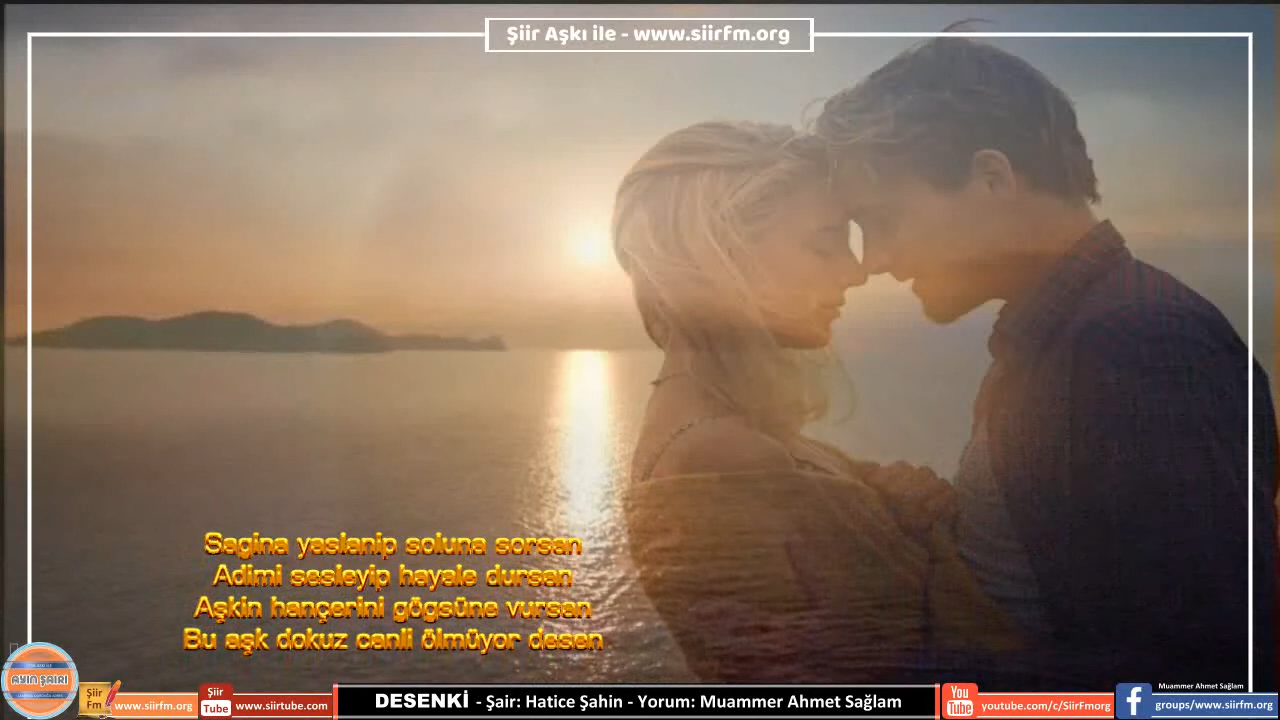 Şiir Aşkı ile - www.siirfm.org
Sagina yaslanip soluna sorsan
Adimi sesleyip hayale dursan
Aşkin hançerini gögsüne vursan
Bu aşk dokuz canli ölmüyor desen
AYIN ŞAIRI
Şiir
Fm
www.siirfm.org
Şiir
Tube
www.siirtube.com
DESENKİ - Şair: Hatice Şahin - Yorum: Muammer Ahmet Sağlam
You
Tube
youtube.com/c/SiirFmorg
Muammer Ahmet Sağlam
f
groups/www.siirfm.org